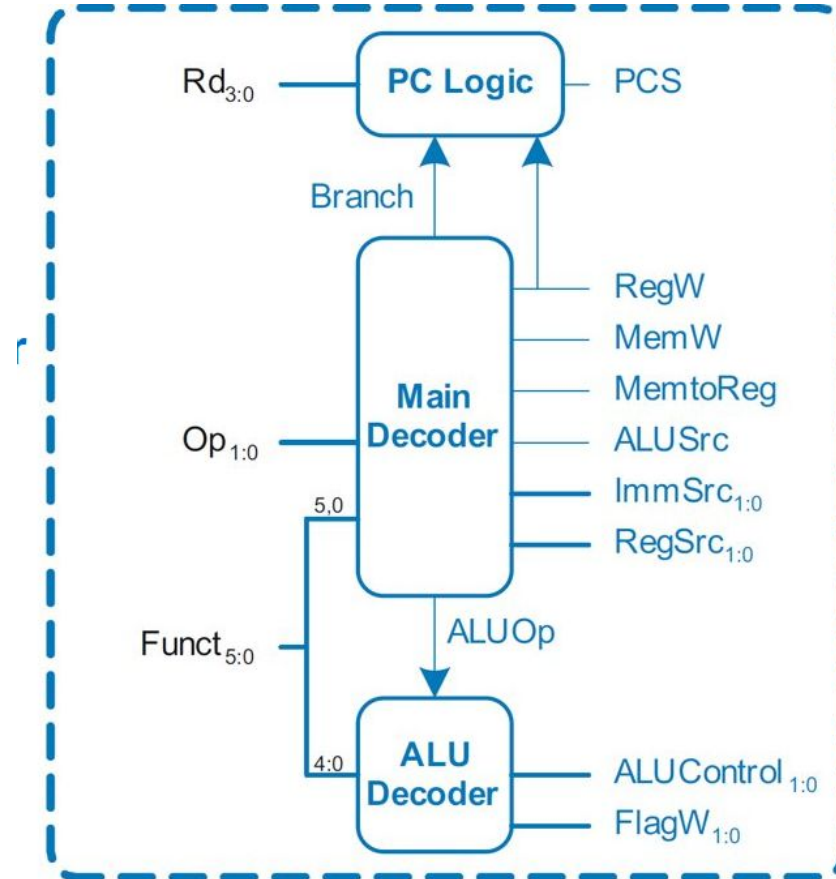 Rd3:0
PC Logic
PCS
Branch
RegW
MemW
r
MemtoReg
Main
Decoder
Op1:0
ALUSrc
5,0
ImmSrc1:0
RegSrc1:0
Funct5:0
ALUOp
4:0
ALU
Decoder
ALUControl1:0
FlagW1:0